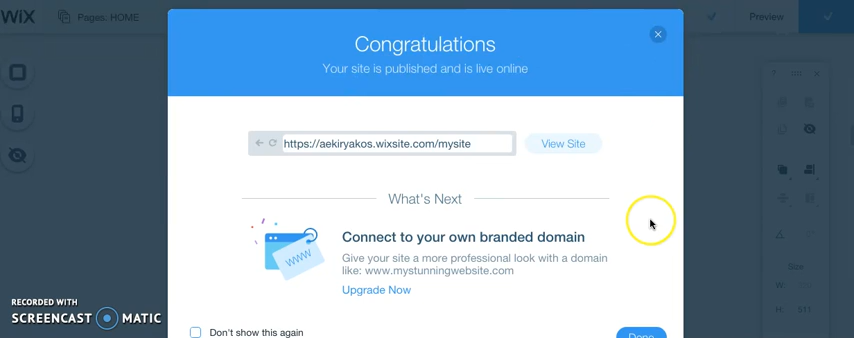 WiX
Pages: HOME
Preview
Congratulations
Your site is published and is live online
https://aekiryakos.wixsite.com/mysite
View Site
What's Next
www
Connect to your own branded domain
Give your site a more professional look with a domain
like: www.mystunningwebsite.com
Upgrade Now
Size
W:
H: 511
RECORDED WITH
SCREENCAST MATIC
Don't show this again
Done